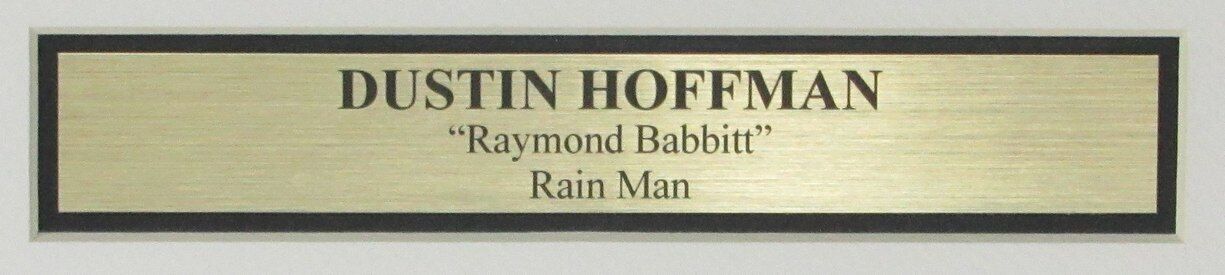 DUSTIN HOFFMAN
“Raymond Babbitt”
Rain Man